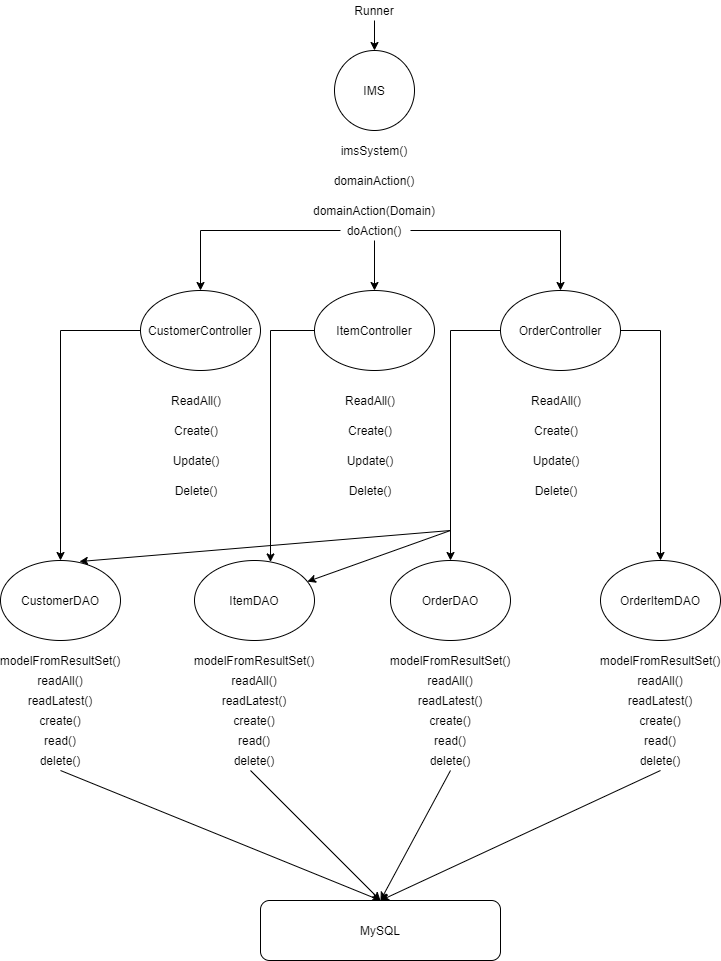 Runner
IMS
imsSystem()
domainAction()
domainAction(Domain)
doAction()
CustomerController
ItemController
OrderController
ReadAll()
Create()
Update()
Delete()
ReadAll()
Create()
Update()
Delete()
ReadAll()
Create()
Update()
Delete()
CustomerDAO
ItemDAO
OrderDAO
OrderItemDAO
modelFromResultSet()
readAll()
readLatest()
create()
read()
delete()
modelFromResultSet()
readAll()
readLatest()
create()
read()
delete()
modelFromResultSet()
readAll()
readLatest()
create()
read()
delete()
modelFromResultSet()
readAll()
readLatest()
create()
read()
delete()
MySQL